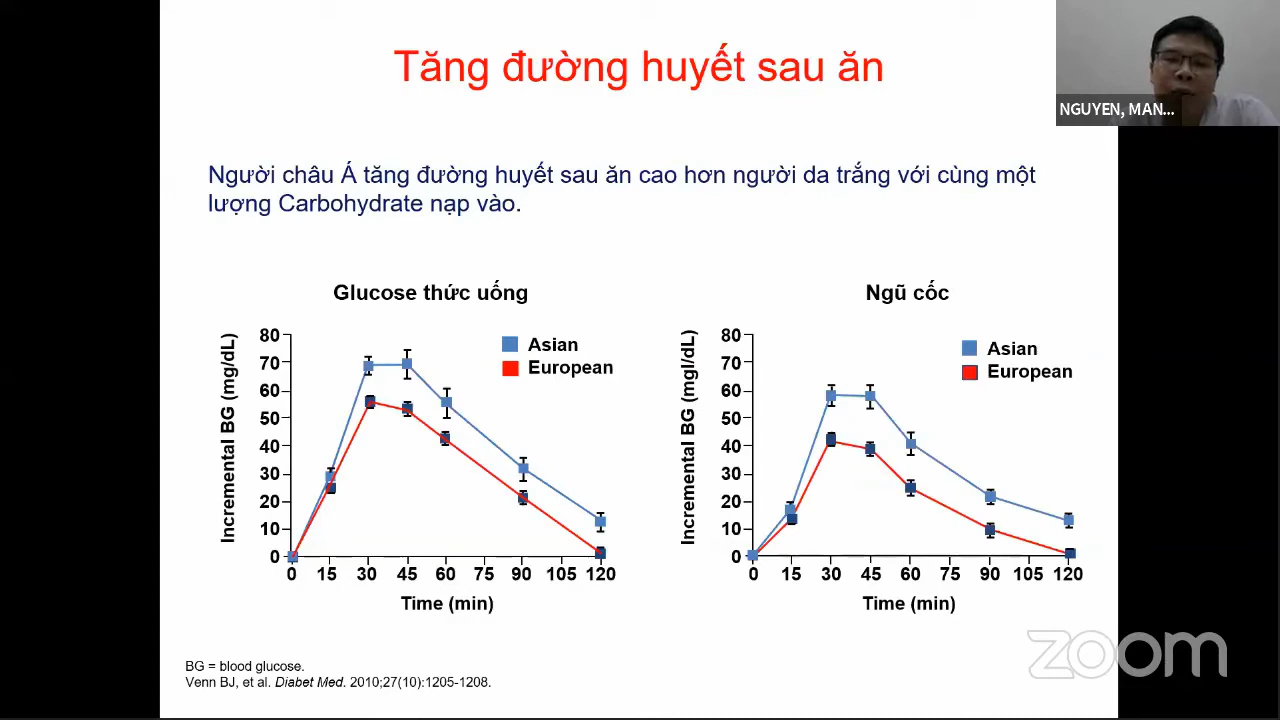 Tăng đường huyết sau ăn
NGUYEN, MAN...
Người châu Á tăng đường huyết sau ăn cao hơn người da trắng với cùng một
lượng Carbohydrate nạp vào.
Glucose thức uống
Incremental BG (mg/dL)
80
70
60
50
40
30
20
10
0
Asian
European
0 15 30 45 60 75 90 105 120
Time (min)
Ngũ cốc
Incremental BG (mgl/dL)
80
70
60
50
40
30
20
10
0
Asian
European
0 15 30 45 60 75 90 105 120
Time (min)
BG = blood glucose.
Venn BJ, et al. Diabet Med. 2010;27(10):1205-1208.
zoom